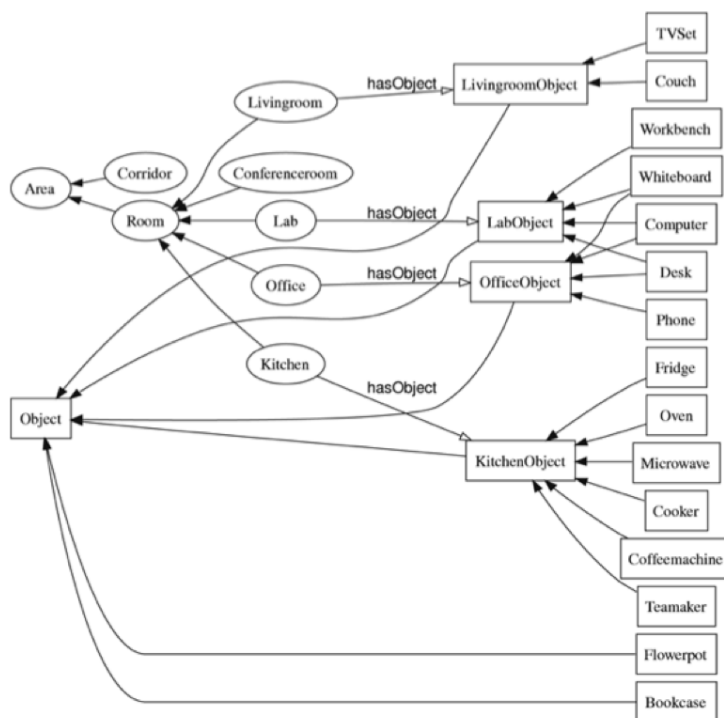 TVSet
Livingroom
hasObject
LivingroomObject
Couch
Workbench
Area
Corridor
Conferenceroom
Whiteboard
Room
Lab
hasObject
LabObject
Computer
Office
hasObject
OfficeObject
Desk
Phone
Kitchen
hasObject
Fridge
Object
Oven
KitchenObject
Microwave
Cooker
Coffeemachine
Teamaker
Flowerpot
Bookcase